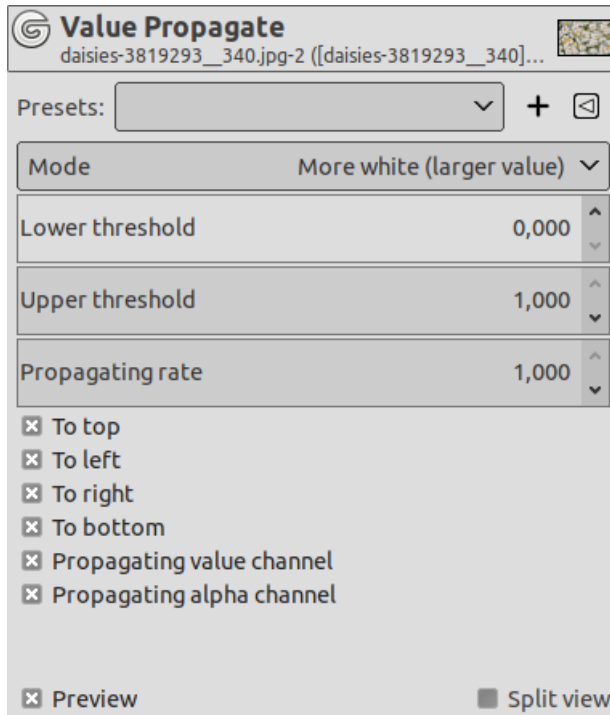 Value Propagate
daisies-3819293__340.jpg-2 ([daisies-3819293__340]...
Presets:
Mode More white (larger value)
Lower threshold 0,000
Upper threshold 1,000
Propagating rate 1,000
To top
To left
To right
To bottom
Propagating value channel
Propagating alpha channel
Preview Split view